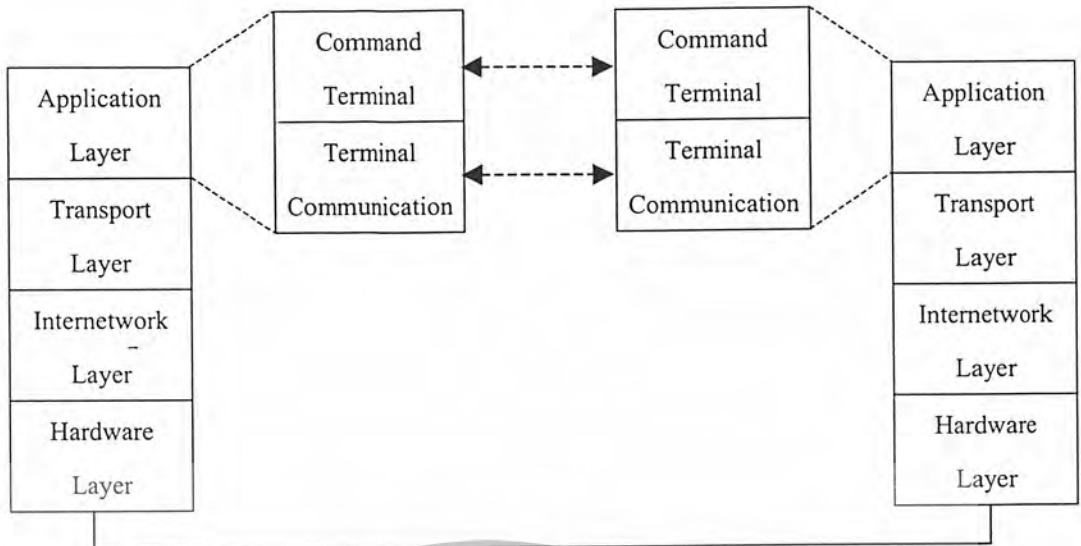 Application
Layer
Transport
Layer
Internetwork
Layer
Hardware
Layer
Command
Terminal
Terminal
Communication
Command
Terminal
Terminal
Communication
Application
Layer
Transport
Layer
Internetwork
Layer
Hardware
Layer